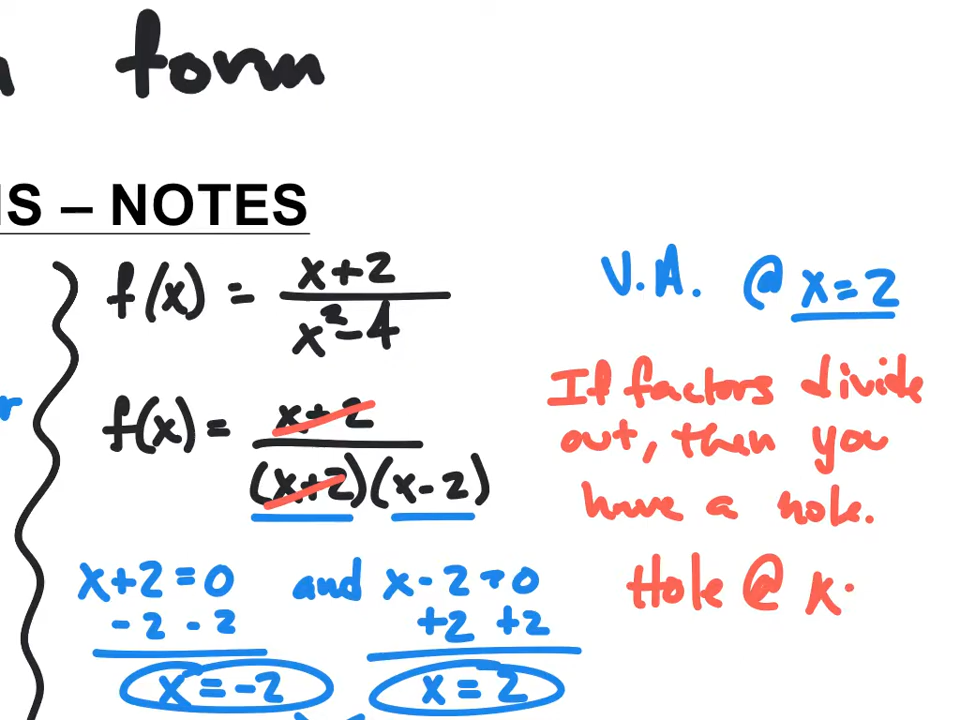 form
IS – NOTES
f(x) = x+2 / x²-4
V.A. @ x=2
f(x) = x+2 / (x+2)(x-2)
If factors divide
out, then you
have a hole.
Hole @ x
x+2=0 and x-2=0
-2 -2 +2 +2
x=-2 x=2